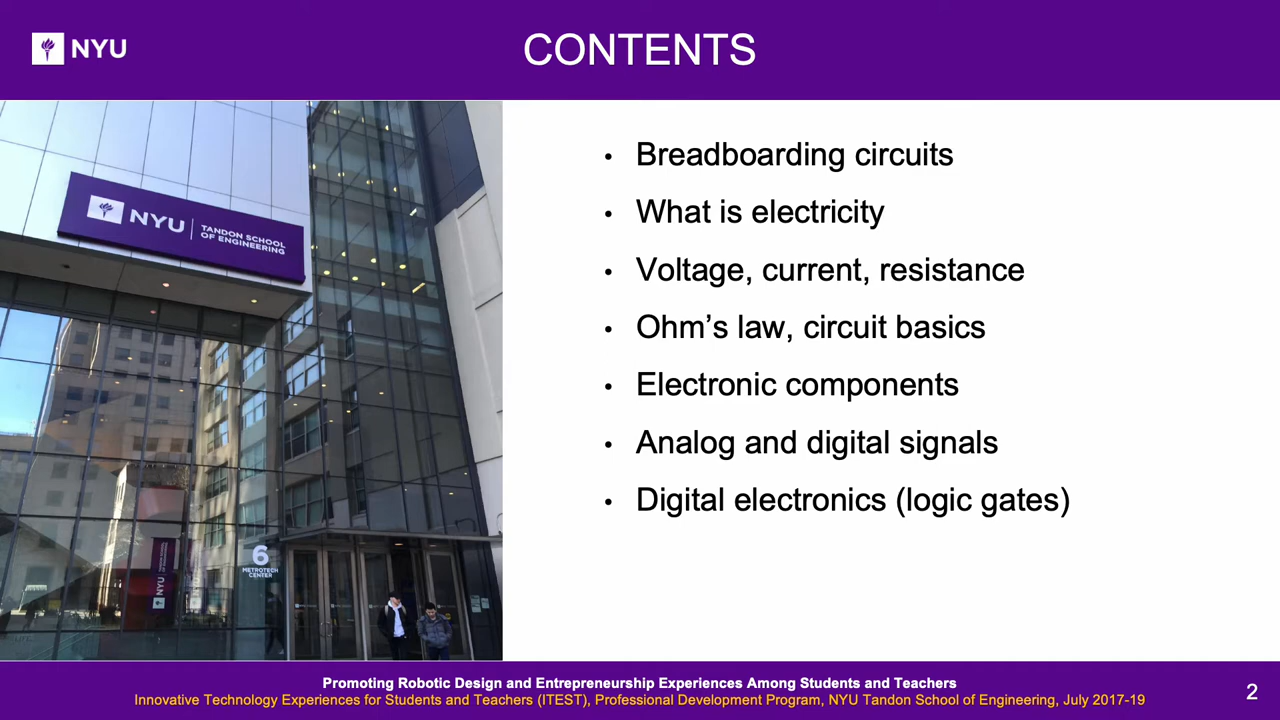 NYU
CONTENTS
NYU
TANDON SCHOOL
OF ENGINEERING
6
METROTECH
CENTER
NYU
• Breadboarding circuits
• What is electricity
• Voltage, current, resistance
• Ohm’s law, circuit basics
• Electronic components
• Analog and digital signals
• Digital electronics (logic gates)
Promoting Robotic Design and Entrepreneurship Experiences Among Students and Teachers
Innovative Technology Experiences for Students and Teachers (ITEST), Professional Development Program, NYU Tandon School of Engineering, July 2017-19
2